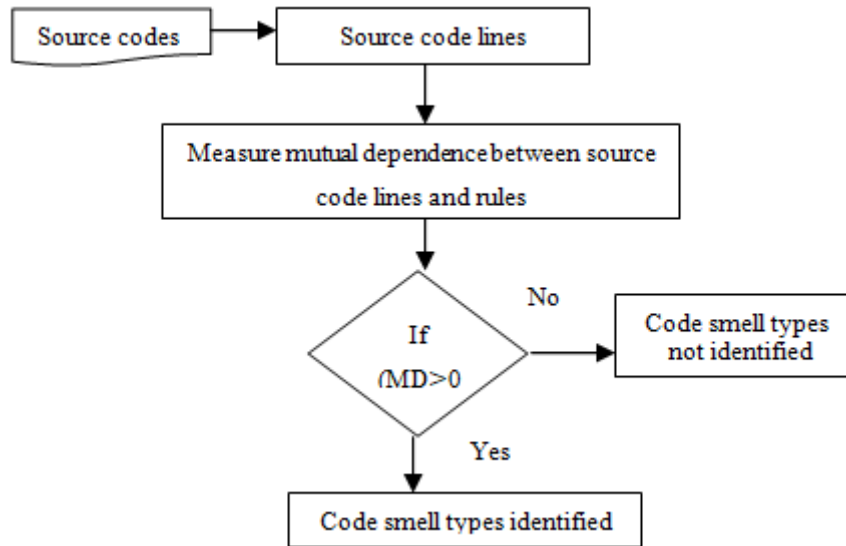 Source codes
Source code lines
Measure mutual dependence between source
code lines and rules
If
(MD>0
No
Code smell types
not identified
Yes
Code smell types identified